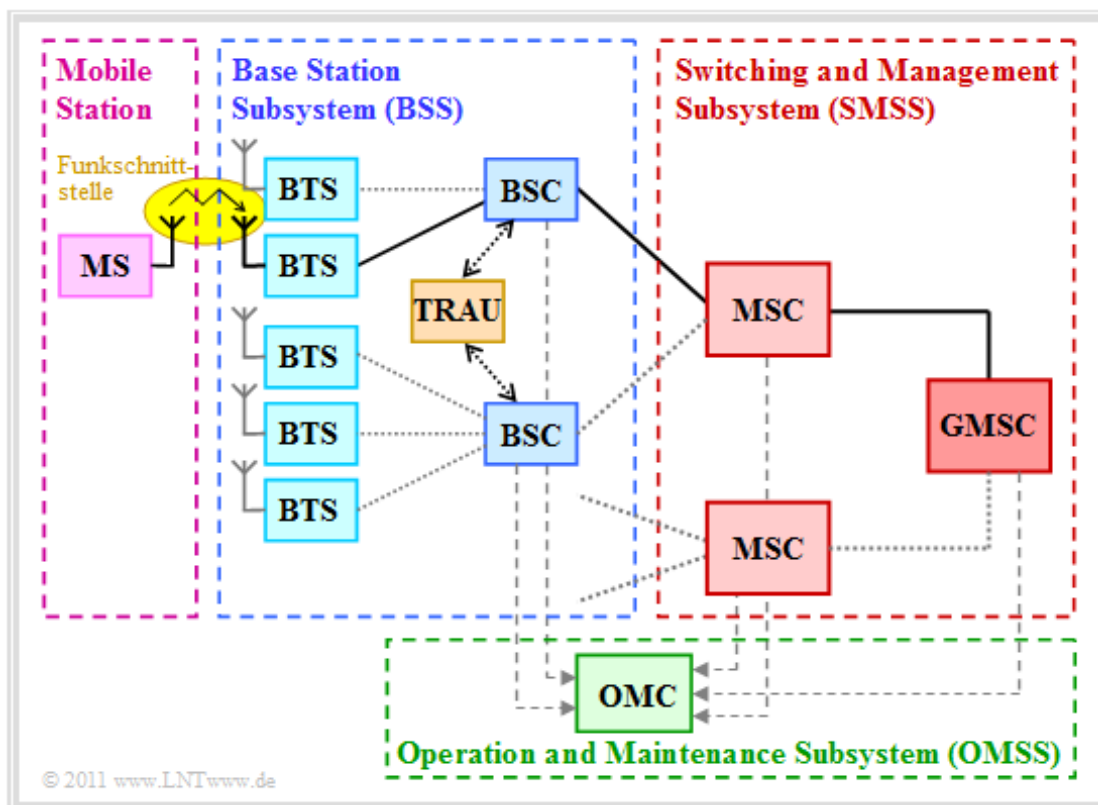 Mobile
Station
Base Station
Subsystem (BSS)
Switching and Management
Subsystem (SMSS)
Funkschnitt-
stelle
BTS
BSC
BTS
MS
TRAU
MSC
BTS
BTS
BSC
GMSC
BTS
MSC
OMC
Operation and Maintenance Subsystem (OMSS)
© 2011 www.LNTwww.de